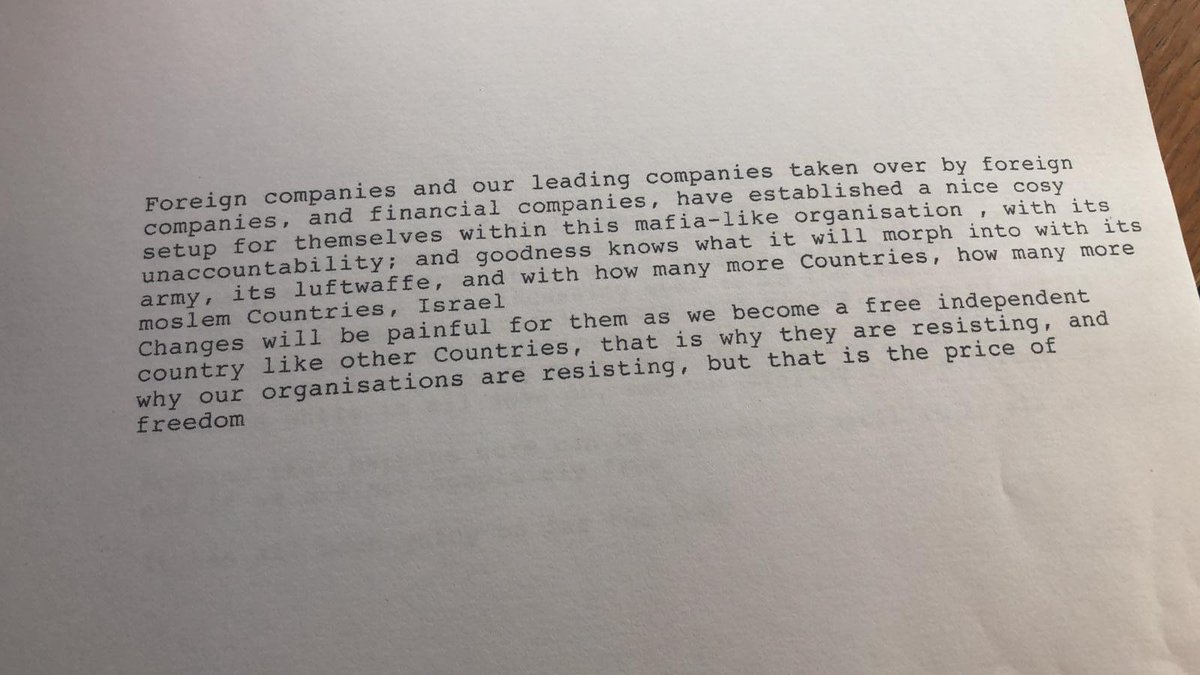 Foreign companies and our leading companies taken over by foreign
companies, and financial companies, have established a nice cosy
setup for themselves within this mafia-like organisation , with its
unaccountability; and goodness knows what it will morph into with its
army, its luftwaffe, and with how many more Countries, how many more
moslem Countries, Israel
Changes will be painful for them as we become a free independent
country like other Countries, that is why they are resisting, and
why our organisations are resisting, but that is the price of
freedom